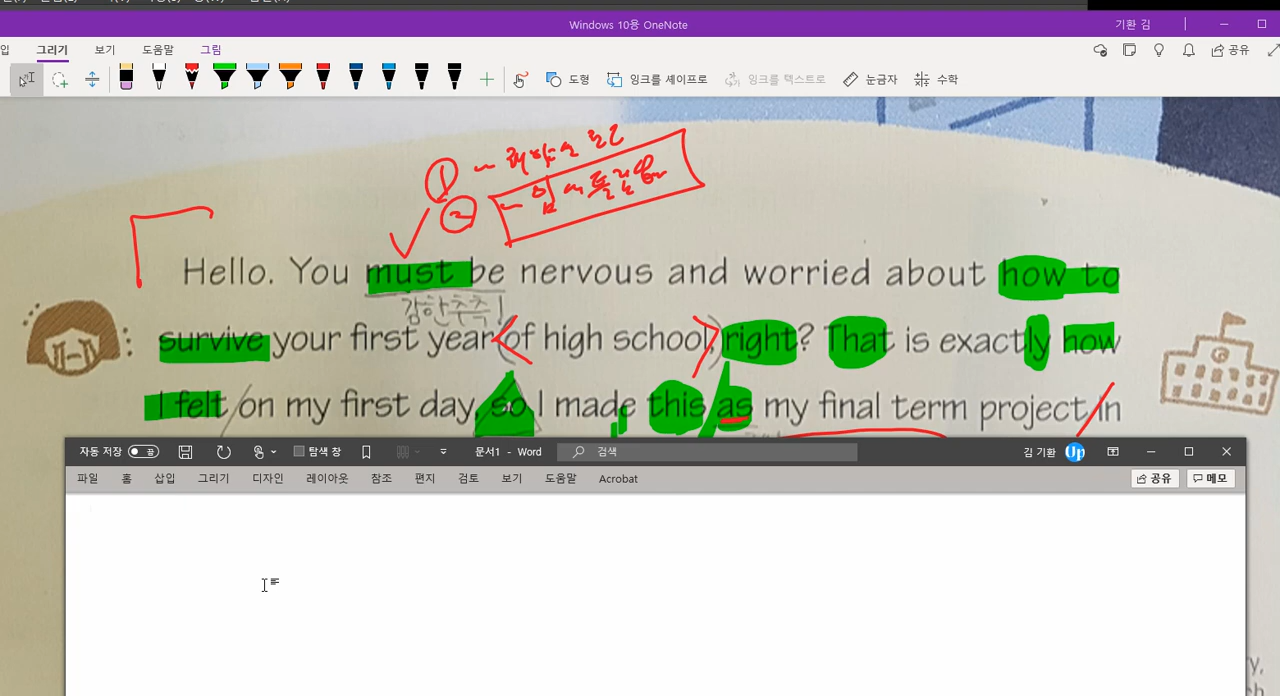 Windows 10용 OneNote
기환 김
그리기 보기 도움말 그림
공유
도형 잉크를 셰이프로 잉크를 텍스트로 눈금자 수학
① ~ 해야만 한다
② ~ 임에 틀림없
Hello. You must be nervous and worried about how to
강한추측!
survive your first year (of high school,) right? That is exactly how
I felt on my first day, so I made this as my final term project in
자동 저장 끔 탐색 창 문서1 - Word 검색 김 기환 Up
파일 홈 삽입 그리기 디자인 레이아웃 참조 편지 검토 보기 도움말 Acrobat 공유 메모